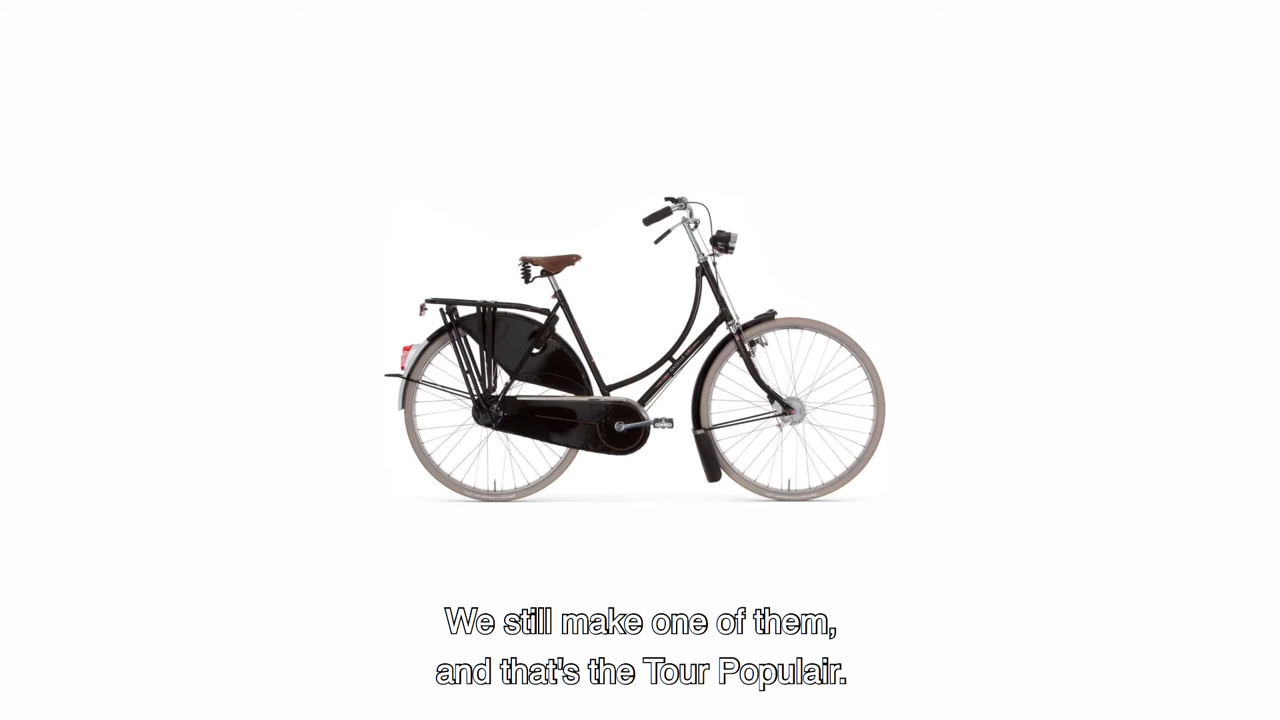 We still make one of them,
and that's the Tour Populair.